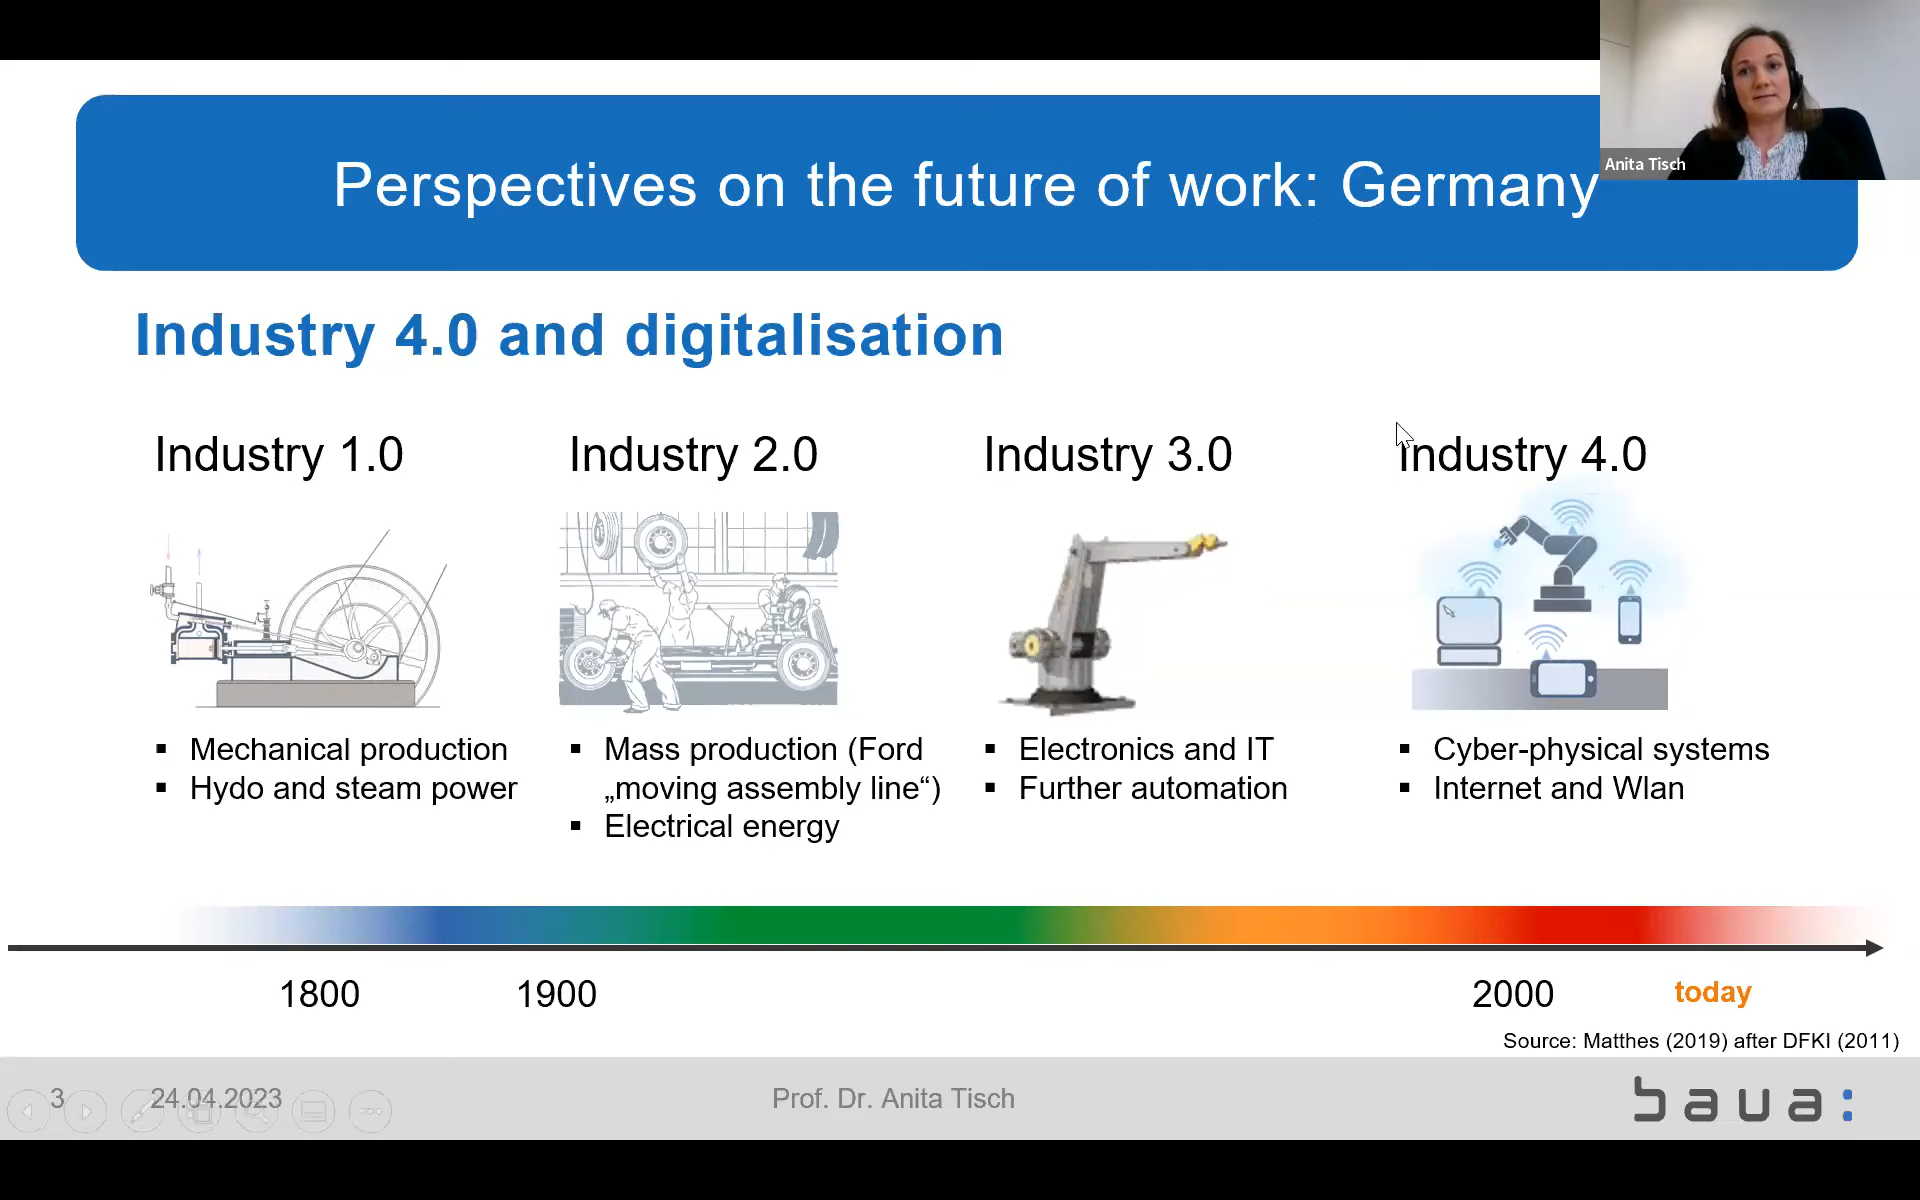 Perspectives on the future of work: Germany
Anita Tisch
Industry 4.0 and digitalisation
Industry 1.0
▪ Mechanical production
▪ Hydo and steam power
Industry 2.0
▪ Mass production (Ford
„moving assembly line“)
▪ Electrical energy
Industry 3.0
▪ Electronics and IT
▪ Further automation
Industry 4.0
▪ Cyber-physical systems
▪ Internet and Wlan
1800
1900
2000
today
Source: Matthes (2019) after DFKI (2011)
3
24.04.2023
Prof. Dr. Anita Tisch
baua: